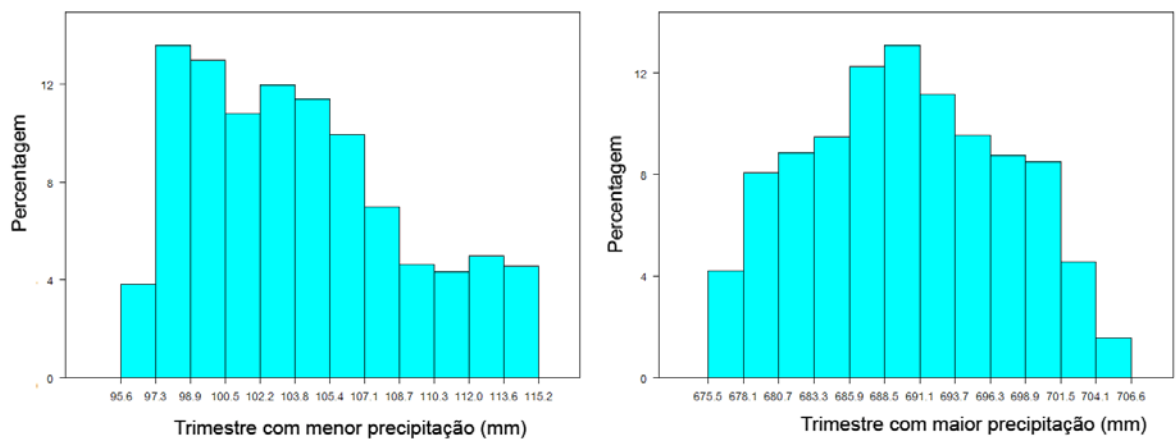 Percentagem
12
8
4
0
95.6 97.3 98.9 100.5 102.2 103.8 105.4 107.1 108.7 110.3 112.0 113.6 115.2
Trimestre com menor precipitação (mm)
Percentagem
12
8
4
0
675.5 678.1 680.7 683.3 685.9 688.5 691.1 693.7 696.3 698.9 701.5 704.1 706.6
Trimestre com maior precipitação (mm)